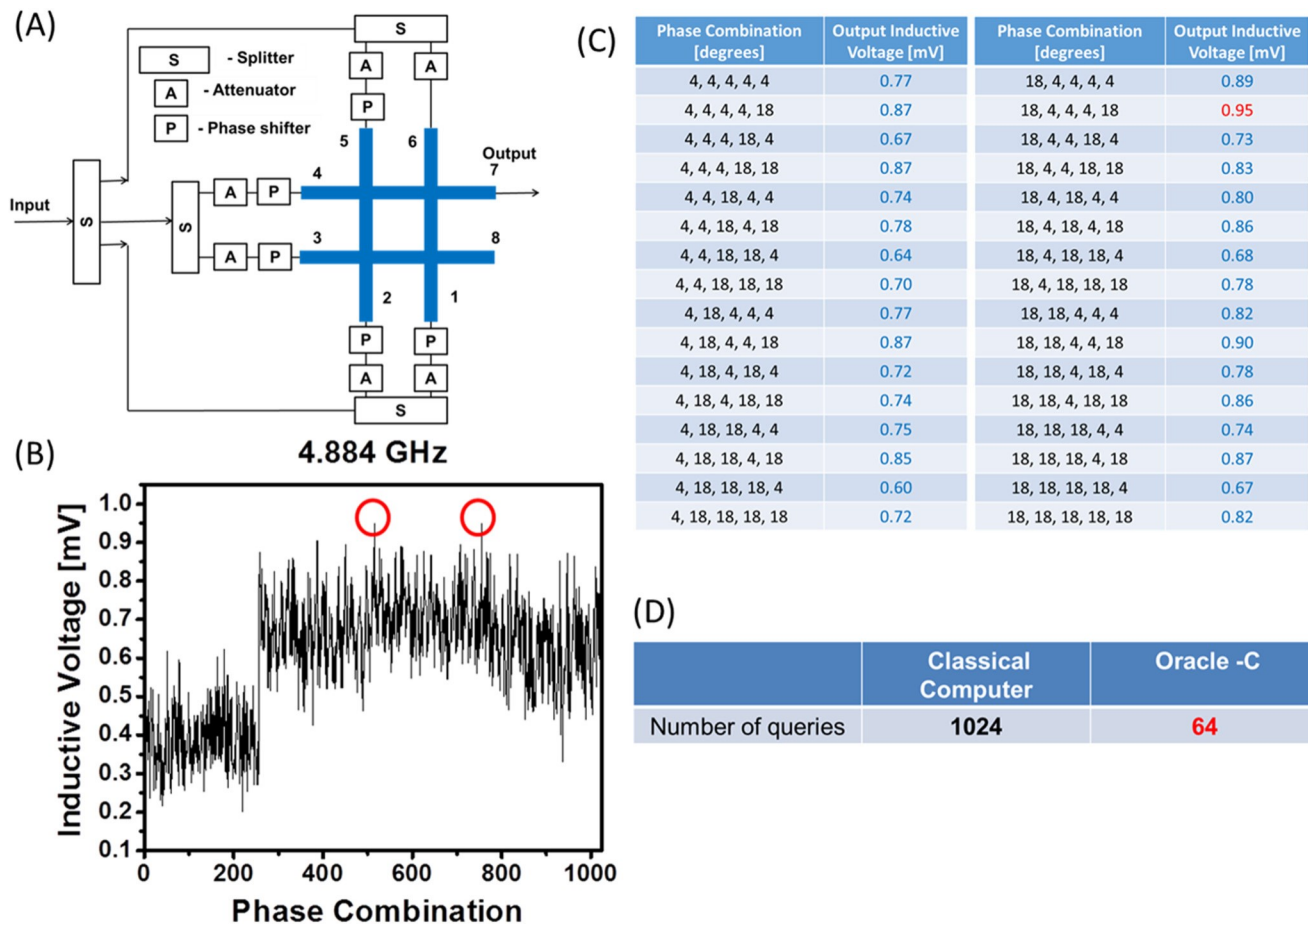 (A)
S
S - Splitter
A - Attenuator
P - Phase shifter
A
A
P
5
6
Output
7
4
Input
S
S
A
P
3
8
A
P
2
1
P
P
A
A
S
(B)
4.884 GHz
Inductive Voltage [mV]
1.0
0.9
0.8
0.7
0.6
0.5
0.4
0.3
0.2
0.1
0 200 400 600 800 1000
Phase Combination
(C)
Phase Combination [degrees] Output Inductive Voltage [mV] Phase Combination [degrees] Output Inductive Voltage [mV]
4, 4, 4, 4, 4 0.77 18, 4, 4, 4, 4 0.89
4, 4, 4, 4, 18 0.87 18, 4, 4, 4, 18 0.95
4, 4, 4, 18, 4 0.67 18, 4, 4, 18, 4 0.73
4, 4, 4, 18, 18 0.87 18, 4, 4, 18, 18 0.83
4, 4, 18, 4, 4 0.74 18, 4, 18, 4, 4 0.80
4, 4, 18, 4, 18 0.78 18, 4, 18, 4, 18 0.86
4, 4, 18, 18, 4 0.64 18, 4, 18, 18, 4 0.68
4, 4, 18, 18, 18 0.70 18, 4, 18, 18, 18 0.78
4, 18, 4, 4, 4 0.77 18, 18, 4, 4, 4 0.82
4, 18, 4, 4, 18 0.87 18, 18, 4, 4, 18 0.90
4, 18, 4, 18, 4 0.72 18, 18, 4, 18, 4 0.78
4, 18, 4, 18, 18 0.74 18, 18, 4, 18, 18 0.86
4, 18, 18, 4, 4 0.75 18, 18, 18, 4, 4 0.74
4, 18, 18, 4, 18 0.85 18, 18, 18, 4, 18 0.87
4, 18, 18, 18, 4 0.60 18, 18, 18, 18, 4 0.67
4, 18, 18, 18, 18 0.72 18, 18, 18, 18, 18 0.82
(D)
Classical Computer Oracle -C
Number of queries 1024 64